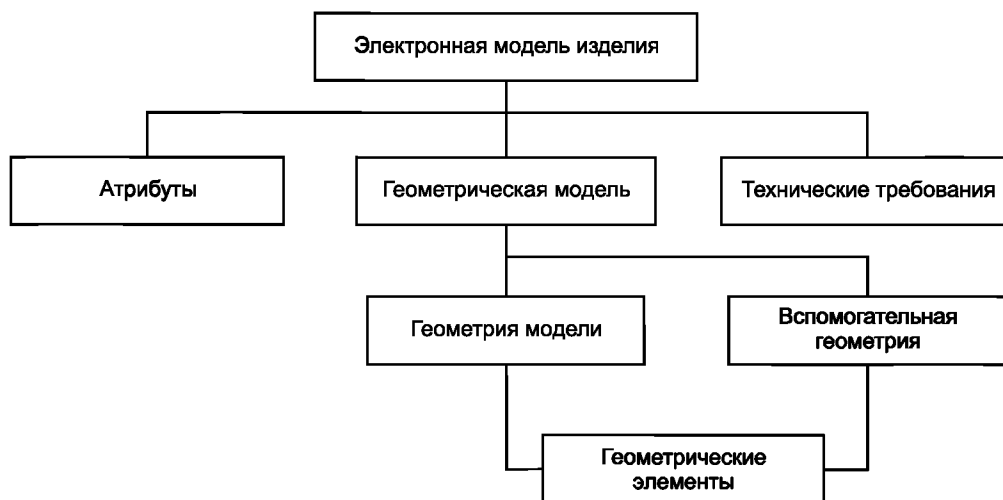 Электронная модель изделия
Атрибуты
Геометрическая модель
Технические требования
Геометрия модели
Вспомогательная
геометрия
Геометрические
элементы